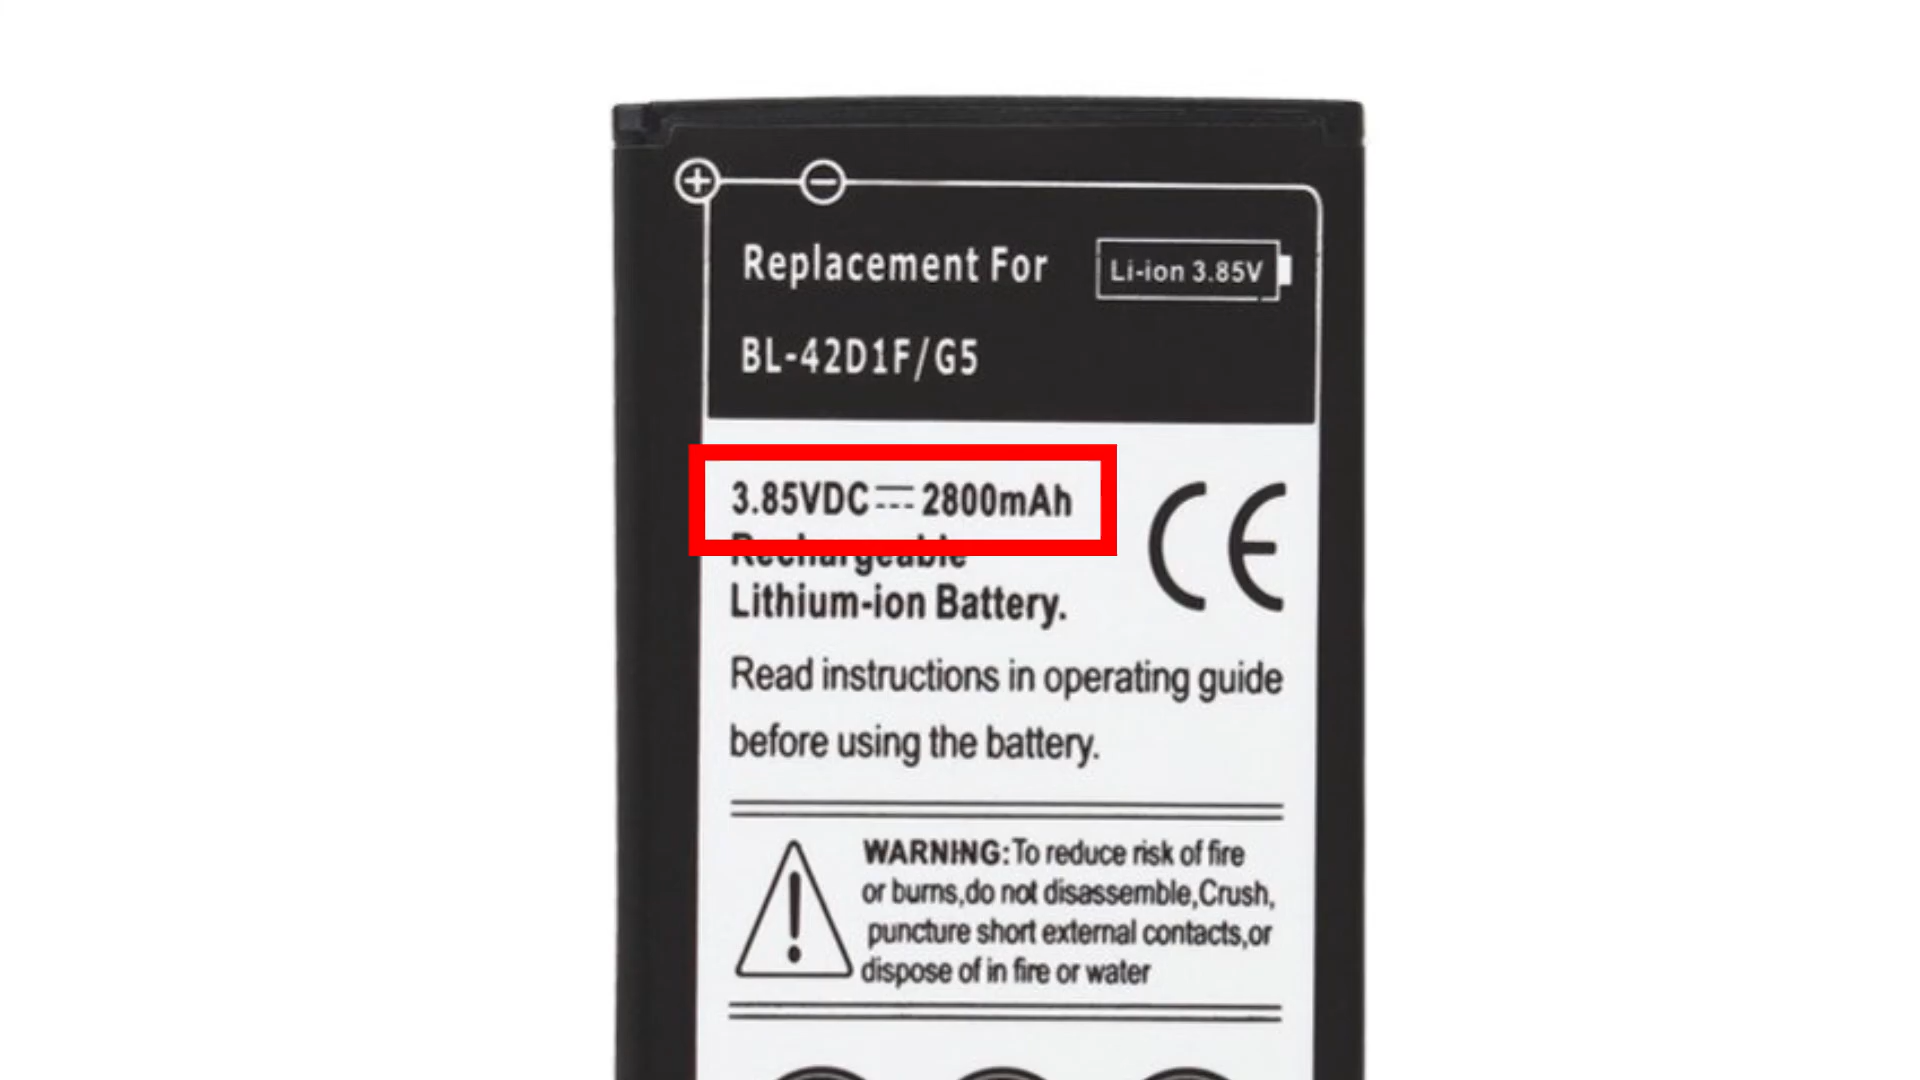 Replacement For
Li-ion 3.85V
BL-42D1F/G5
3.85VDC⎓2800mAh
CE
Rechargeable
Lithium-ion Battery.
Read instructions in operating guide
before using the battery.
WARNING:To reduce risk of fire
or burns,do not disassemble,Crush,
puncture short external contacts,or
dispose of in fire or water